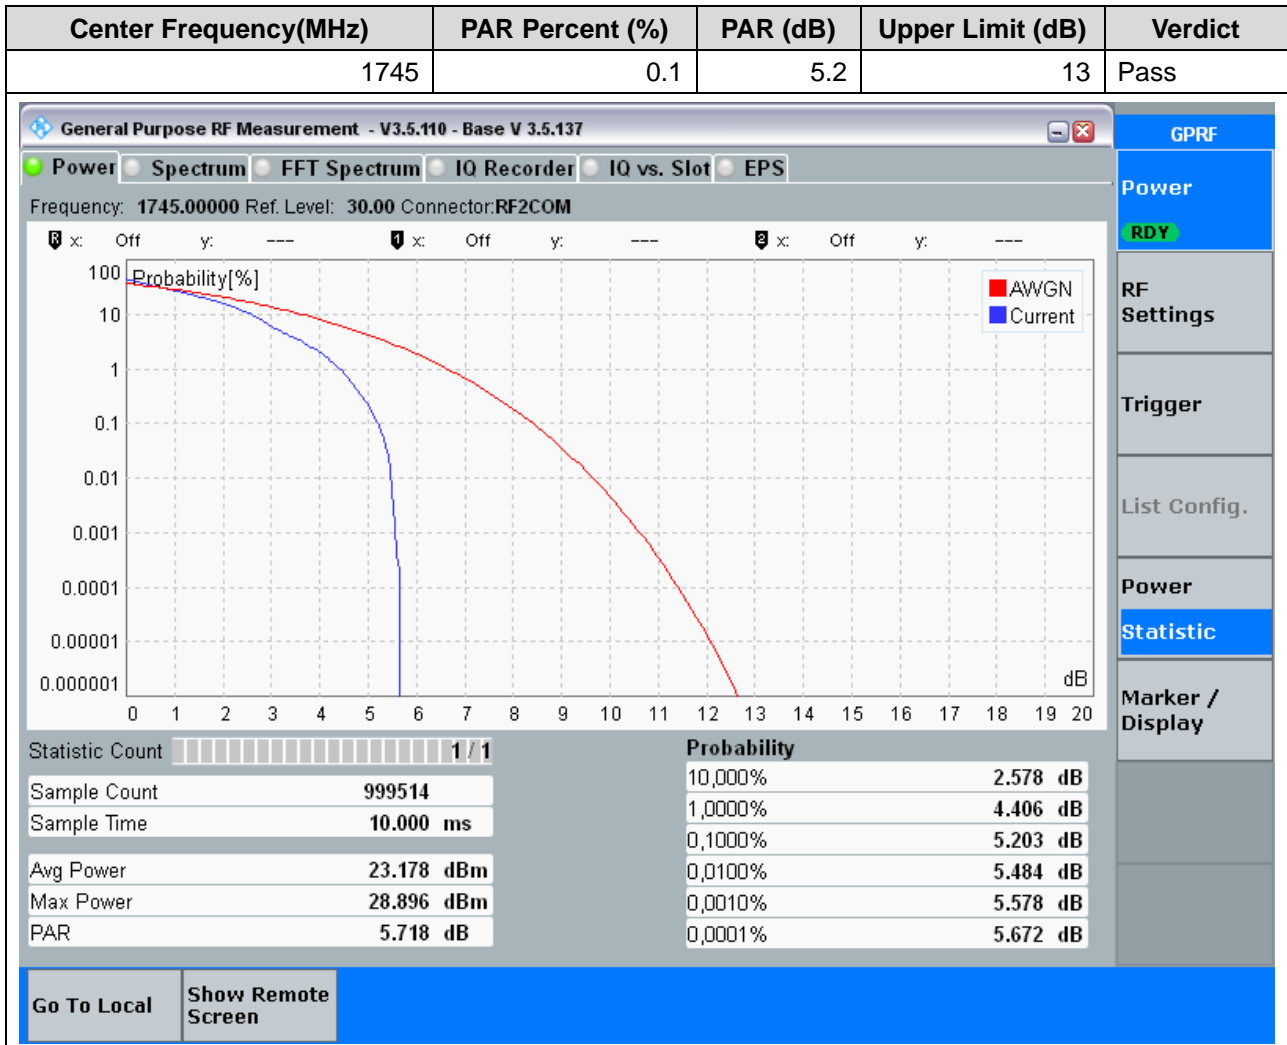 Center Frequency(MHz) PAR Percent (%) PAR (dB) Upper Limit (dB) Verdict
1745 0.1 5.2 13 Pass
General Purpose RF Measurement - V3.5.110 - Base V 3.5.137
GPRF
Power Spectrum FFT Spectrum IQ Recorder IQ vs. Slot EPS
Power
RDY
Frequency: 1745.00000 Ref. Level: 30.00 Connector:RF2COM
R x: Off y: --- 1 x: Off y: --- 2 x: Off y: ---
RF
Settings
Trigger
List Config.
Power
Statistic
Marker /
Display
Probability[%]
AWGN
Current
100
10
1
0.1
0.01
0.001
0.0001
0.00001
0.000001
dB
0 1 2 3 4 5 6 7 8 9 10 11 12 13 14 15 16 17 18 19 20
Statistic Count 1 / 1
Sample Count 999514
Sample Time 10.000 ms
Avg Power 23.178 dBm
Max Power 28.896 dBm
PAR 5.718 dB
Probability
10,000% 2.578 dB
1,0000% 4.406 dB
0,1000% 5.203 dB
0,0100% 5.484 dB
0,0010% 5.578 dB
0,0001% 5.672 dB
Go To Local
Show Remote
Screen